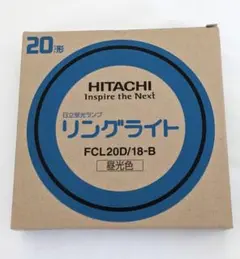 20形
HITACHI
Inspire the Next
日立蛍光ランプ
リングライト
FCL20D/18-B
昼光色